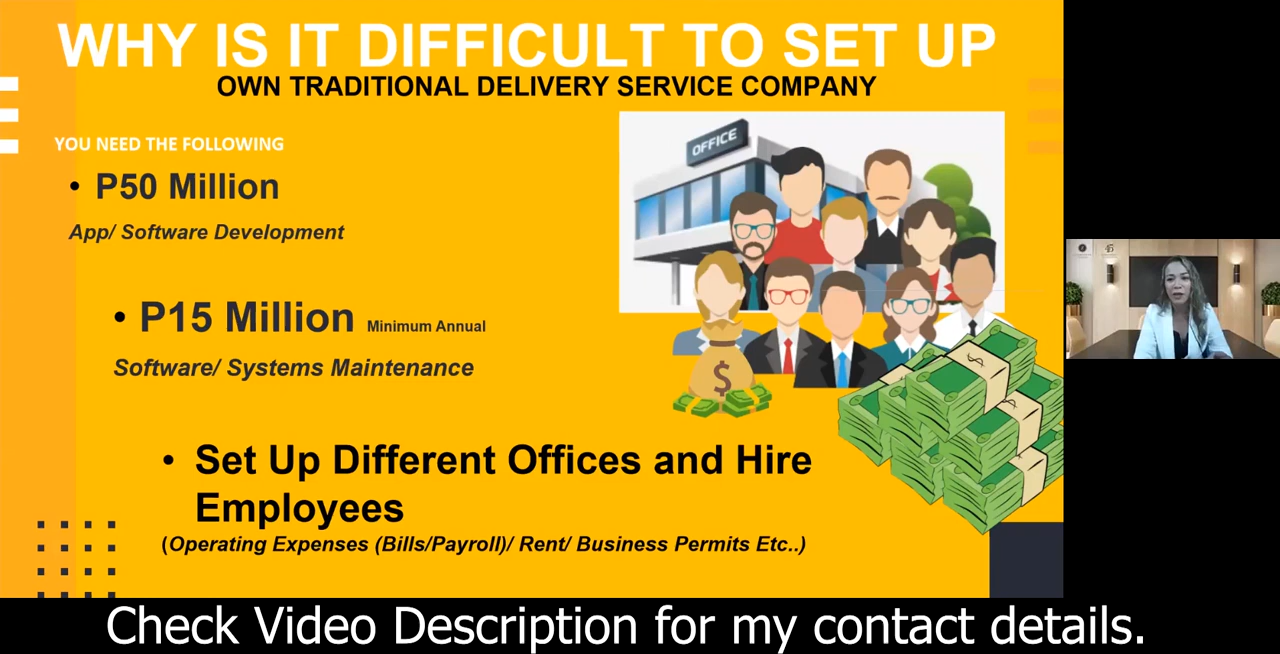 WHY IS IT DIFFICULT TO SET UP
OWN TRADITIONAL DELIVERY SERVICE COMPANY
YOU NEED THE FOLLOWING
OFFICE
• P50 Million
App/ Software Development
• P15 Million Minimum Annual
Software/ Systems Maintenance
$
$
$
• Set Up Different Offices and Hire
Employees
(Operating Expenses (Bills/Payroll)/ Rent/ Business Permits Etc..)
Check Video Description for my contact details.